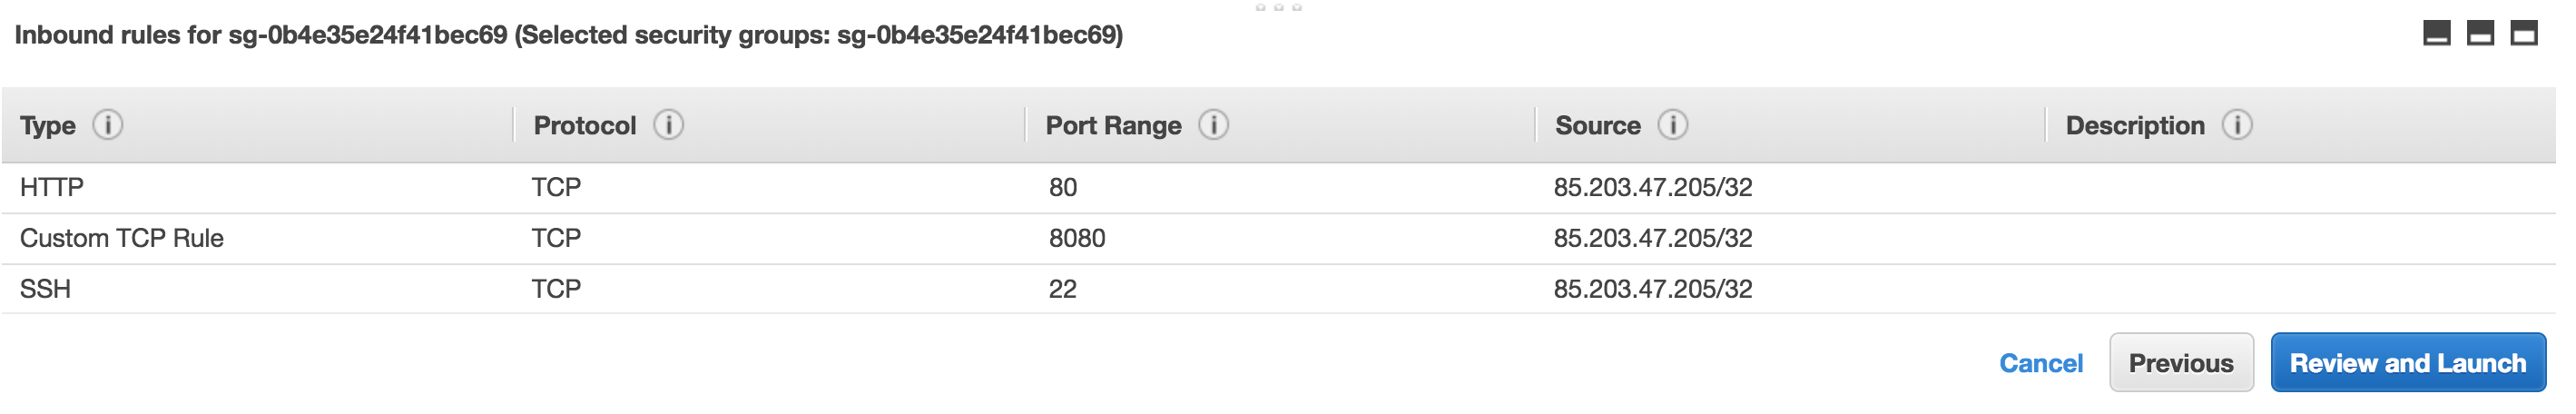 Inbound rules for sg-0b4e35e24f41bec69 (Selected security groups: sg-0b4e35e24f41bec69)
Type Protocol Port Range Source Description
HTTP TCP 80 85.203.47.205/32
Custom TCP Rule TCP 8080 85.203.47.205/32
SSH TCP 22 85.203.47.205/32
Cancel Previous Review and Launch